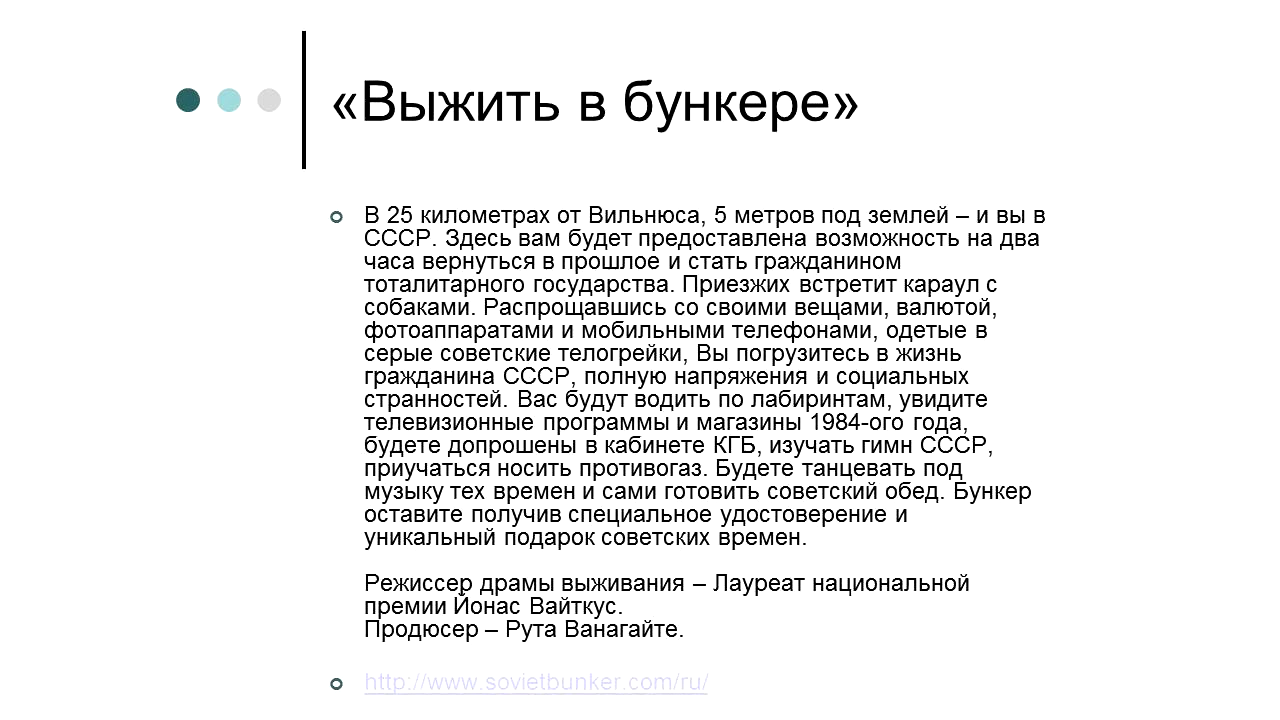 «Выжить в бункере»
В 25 километрах от Вильнюса, 5 метров под землей – и вы в
СССР. Здесь вам будет предоставлена возможность на два
часа вернуться в прошлое и стать гражданином
тоталитарного государства. Приезжих встретит караул с
собаками. Распрощавшись со своими вещами, валютой,
фотоаппаратами и мобильными телефонами, одетые в
серые советские телогрейки, Вы погрузитесь в жизнь
гражданина СССР, полную напряжения и социальных
странностей. Вас будут водить по лабиринтам, увидите
телевизионные программы и магазины 1984-ого года,
будете допрошены в кабинете КГБ, изучать гимн СССР,
приучаться носить противогаз. Будете танцевать под
музыку тех времен и сами готовить советский обед. Бункер
оставите получив специальное удостоверение и
уникальный подарок советских времен.
Режиссер драмы выживания – Лауреат национальной
премии Йонас Вайткус.
Продюсер – Рута Ванагайте.
http://www.sovietbunker.com/ru/